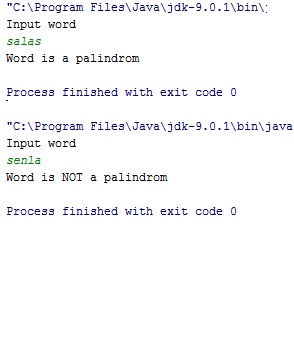 "C:\Program Files\Java\jdk-9.0.1\bin\
Input word
salas
Word is a palindrom
Process finished with exit code 0
"C:\Program Files\Java\jdk-9.0.1\bin\java
Input word
senla
Word is NOT a palindrom
Process finished with exit code 0